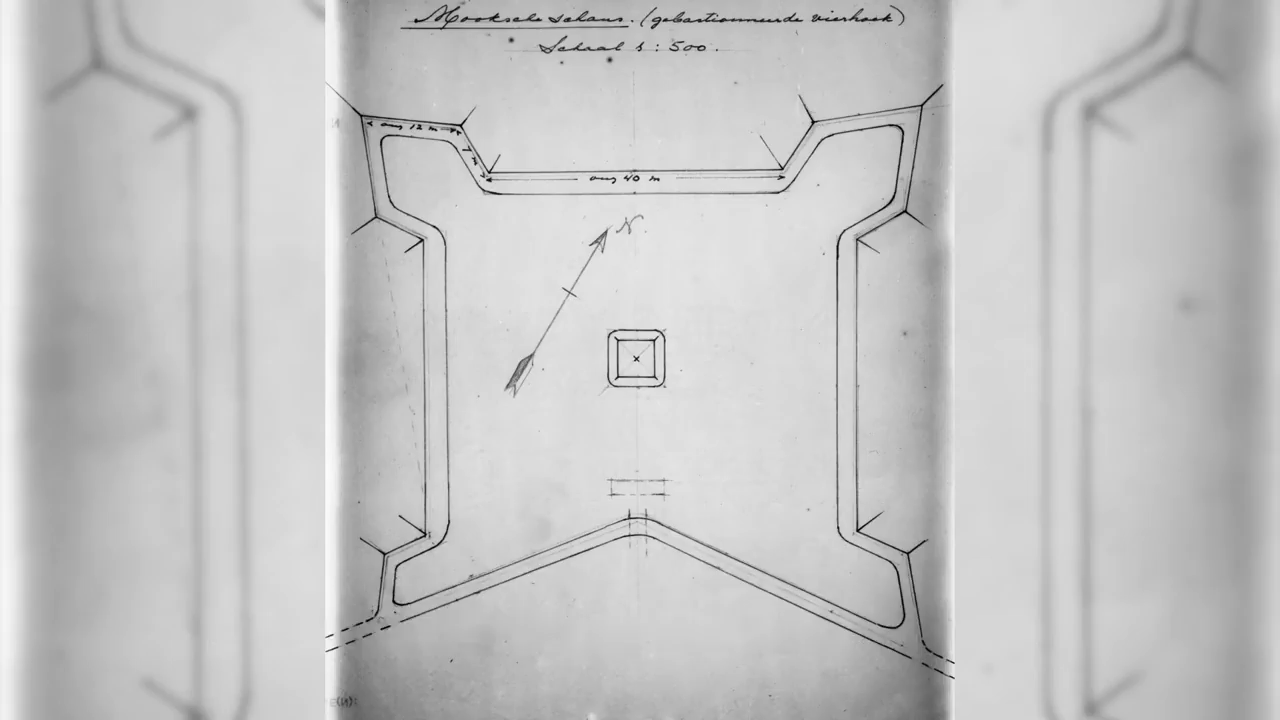 Mooksche schans. (gebastionneerde vierhoek)
Schaal 1 : 500.
ong 12 m
7 m
ong 40 m
N.